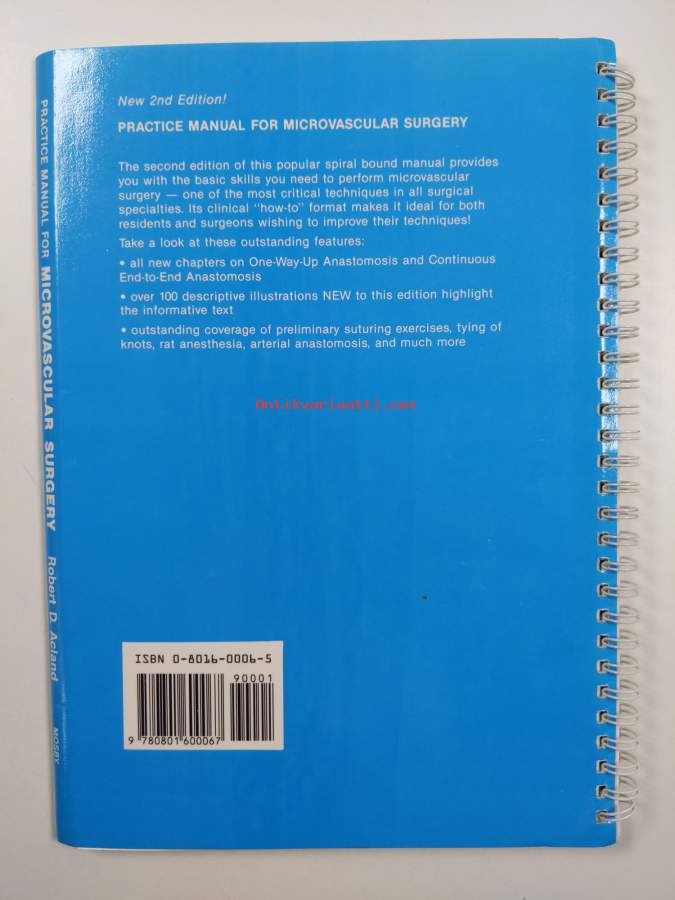 New 2nd Edition!
PRACTICE MANUAL FOR MICROVASCULAR SURGERY
The second edition of this popular spiral bound manual provides
you with the basic skills you need to perform microvascular
surgery — one of the most critical techniques in all surgical
specialties. Its clinical "how-to" format makes it ideal for both
residents and surgeons wishing to improve their techniques!
Take a look at these outstanding features:
• all new chapters on One-Way-Up Anastomosis and Continuous
End-to-End Anastomosis
• over 100 descriptive illustrations NEW to this edition highlight
the informative text
• outstanding coverage of preliminary suturing exercises, tying of
knots, rat anesthesia, arterial anastomosis, and much more
Antikvariaatti.net
ISBN 0-8016-0006-5
90001
9 780801 600067
PRACTICE MANUAL FOR MICROVASCULAR SURGERY Robert D. Acland MOSBY